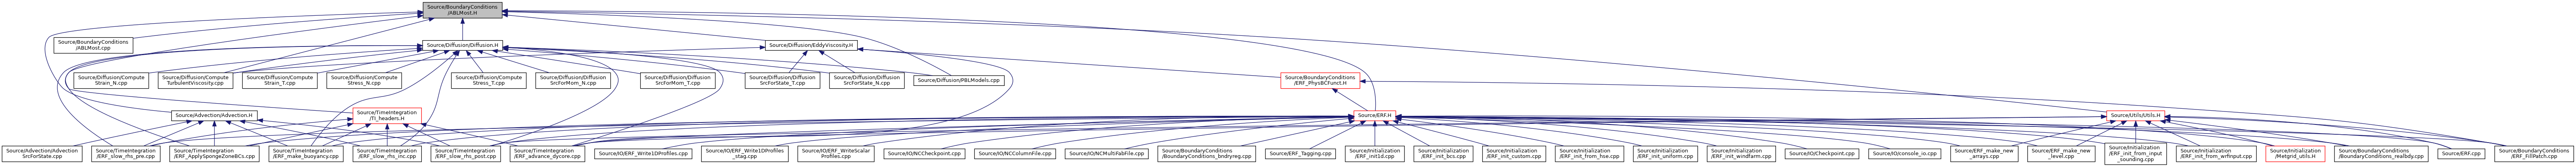 Source/BoundaryConditions
/ABLMost.H
Source/BoundaryConditions
/ABLMost.cpp
Source/Diffusion/Diffusion.H
Source/Diffusion/EddyViscosity.H
Source/Diffusion/Compute
Strain_N.cpp
Source/Diffusion/Compute
TurbulentViscosity.cpp
Source/Diffusion/Compute
Strain_T.cpp
Source/Diffusion/Compute
Stress_N.cpp
Source/Diffusion/Compute
Stress_T.cpp
Source/Diffusion/Diffusion
SrcForMom_N.cpp
Source/Diffusion/Diffusion
SrcForMom_T.cpp
Source/Diffusion/Diffusion
SrcForState_T.cpp
Source/Diffusion/Diffusion
SrcForState_N.cpp
Source/Diffusion/PBLModels.cpp
Source/BoundaryConditions
/ERF_PhysBCFunct.H
Source/Advection/Advection.H
Source/TimeIntegration
/TI_headers.H
Source/ERF.H
Source/Utils/Utils.H
Source/Advection/Advection
SrcForState.cpp
Source/TimeIntegration
/ERF_slow_rhs_pre.cpp
Source/TimeIntegration
/ERF_ApplySpongeZoneBCs.cpp
Source/TimeIntegration
/ERF_make_buoyancy.cpp
Source/TimeIntegration
/ERF_slow_rhs_inc.cpp
Source/TimeIntegration
/ERF_slow_rhs_post.cpp
Source/TimeIntegration
/ERF_advance_dycore.cpp
Source/IO/ERF_Write1DProfiles.cpp
Source/IO/ERF_Write1DProfiles
_stag.cpp
Source/IO/ERF_WriteScalar
Profiles.cpp
Source/IO/NCCheckpoint.cpp
Source/IO/NCColumnFile.cpp
Source/IO/NCMultiFabFile.cpp
Source/BoundaryConditions
/BoundaryConditions_bndryreg.cpp
Source/ERF_Tagging.cpp
Source/Initialization
/ERF_init1d.cpp
Source/Initialization
/ERF_init_bcs.cpp
Source/Initialization
/ERF_init_custom.cpp
Source/Initialization
/ERF_init_from_hse.cpp
Source/Initialization
/ERF_init_uniform.cpp
Source/Initialization
/ERF_init_windfarm.cpp
Source/IO/Checkpoint.cpp
Source/IO/console_io.cpp
Source/ERF_make_new
_arrays.cpp
Source/ERF_make_new
_level.cpp
Source/Initialization
/ERF_init_from_input
_sounding.cpp
Source/Initialization
/ERF_init_from_wrfinput.cpp
Source/Initialization
/Metgrid_utils.H
Source/BoundaryConditions
/BoundaryConditions_realbdy.cpp
Source/ERF.cpp
Source/BoundaryConditions
/ERF_FillPatch.cpp